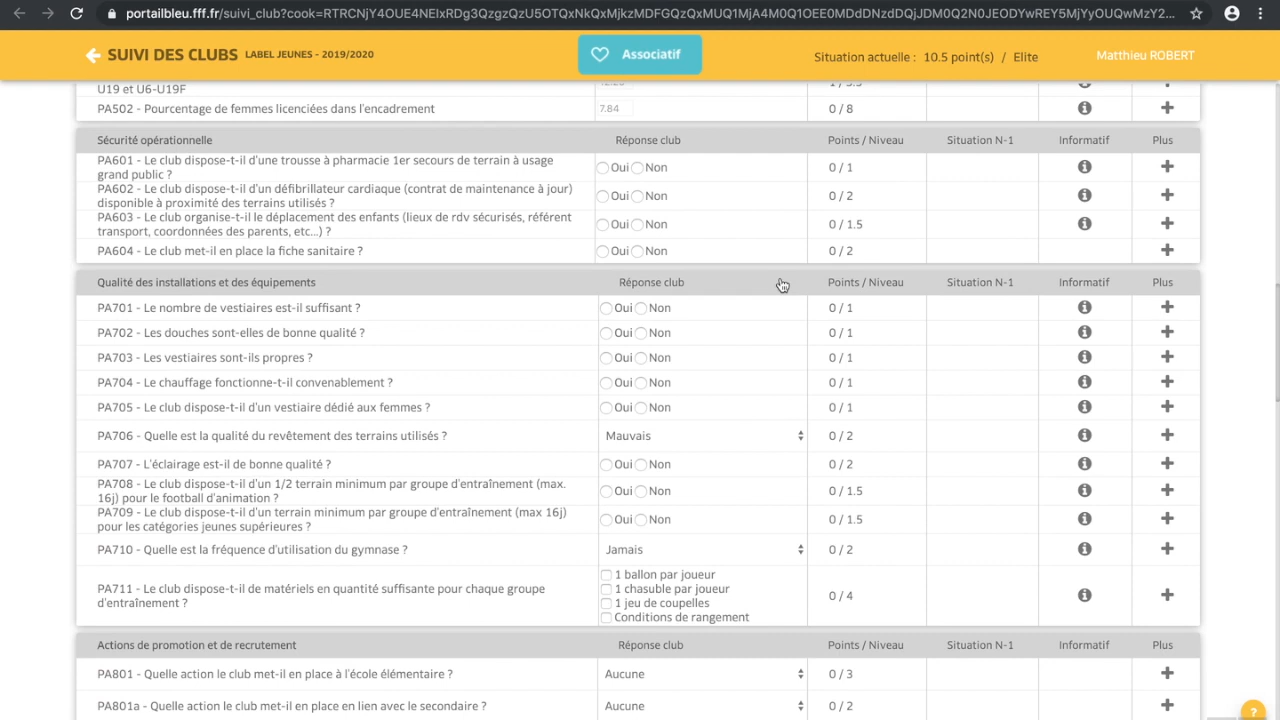 portailbleu.fff.fr/suivi_club?cook=RTRCNjY4OUE4NEIxRDg3QzgzQzU5OTQxNkQxMjkzMDFGQzQxMUQ1MjA4M0Q1OEE0MDdDNzdDQjJDM0Q2N0JEODYwREY5MjYyOUQwMzY2...
SUIVI DES CLUBS LABEL JEUNES - 2019/2020 Associatif Situation actuelle : 10.5 point(s) / Elite Matthieu ROBERT
U19 et U6-U19F
PA502 - Pourcentage de femmes licenciées dans l'encadrement 7.84 0 / 8
Sécurité opérationnelle Réponse club Points / Niveau Situation N-1 Informatif Plus
PA601 - Le club dispose-t-il d'une trousse à pharmacie 1er secours de terrain à usage
grand public ? Oui Non 0 / 1
PA602 - Le club dispose-t-il d'un défibrillateur cardiaque (contrat de maintenance à jour)
disponible à proximité des terrains utilisés ? Oui Non 0 / 2
PA603 - Le club organise-t-il le déplacement des enfants (lieux de rdv sécurisés, référent
transport, coordonnées des parents, etc...) ? Oui Non 0 / 1.5
PA604 - Le club met-il en place la fiche sanitaire ? Oui Non 0 / 2
Qualité des installations et des équipements Réponse club Points / Niveau Situation N-1 Informatif Plus
PA701 - Le nombre de vestiaires est-il suffisant ? Oui Non 0 / 1
PA702 - Les douches sont-elles de bonne qualité ? Oui Non 0 / 1
PA703 - Les vestiaires sont-ils propres ? Oui Non 0 / 1
PA704 - Le chauffage fonctionne-t-il convenablement ? Oui Non 0 / 1
PA705 - Le club dispose-t-il d'un vestiaire dédié aux femmes ? Oui Non 0 / 1
PA706 - Quelle est la qualité du revêtement des terrains utilisés ? Mauvais 0 / 2
PA707 - L'éclairage est-il de bonne qualité ? Oui Non 0 / 2
PA708 - Le club dispose-t-il d'un 1/2 terrain minimum par groupe d'entraînement (max.
16j) pour le football d'animation ? Oui Non 0 / 1.5
PA709 - Le club dispose-t-il d'un terrain minimum par groupe d'entraînement (max 16j)
pour les catégories jeunes supérieures ? Oui Non 0 / 1.5
PA710 - Quelle est la fréquence d'utilisation du gymnase ? Jamais 0 / 2
PA711 - Le club dispose-t-il de matériels en quantité suffisante pour chaque groupe
d'entraînement ?
1 ballon par joueur
1 chasuble par joueur
1 jeu de coupelles
Conditions de rangement
0 / 4
Actions de promotion et de recrutement Réponse club Points / Niveau Situation N-1 Informatif Plus
PA801 - Quelle action le club met-il en place à l'école élémentaire ? Aucune 0 / 3
PA801a - Quelle action le club met-il en place en lien avec le secondaire ? Aucune 0 / 2
?